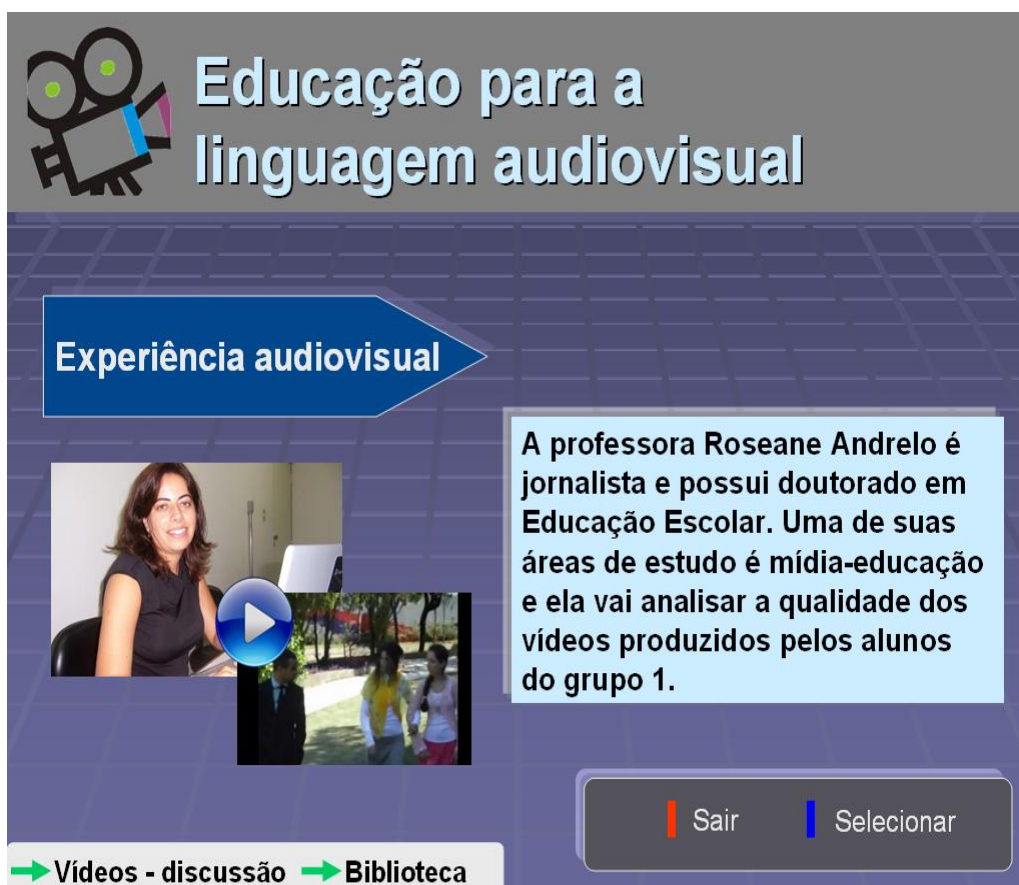 Educação para a
linguagem audiovisual
Experiência audiovisual
A professora Roseane Andrelo é
jornalista e possui doutorado em
Educação Escolar. Uma de suas
áreas de estudo é mídia-educação
e ela vai analisar a qualidade dos
vídeos produzidos pelos alunos
do grupo 1.
Sair Selecionar
Vídeos - discussão Biblioteca